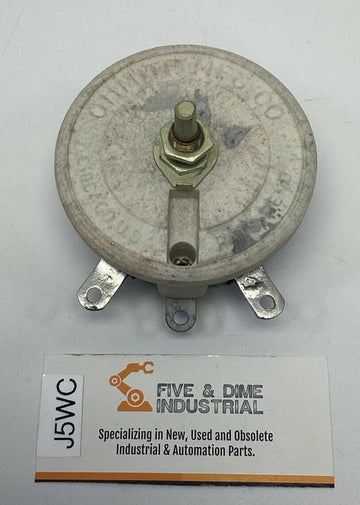 OHMITE MFG CO
J5WC
FIVE & DIME
INDUSTRIAL
Specializing in New, Used and Obsolete
Industrial & Automation Parts.